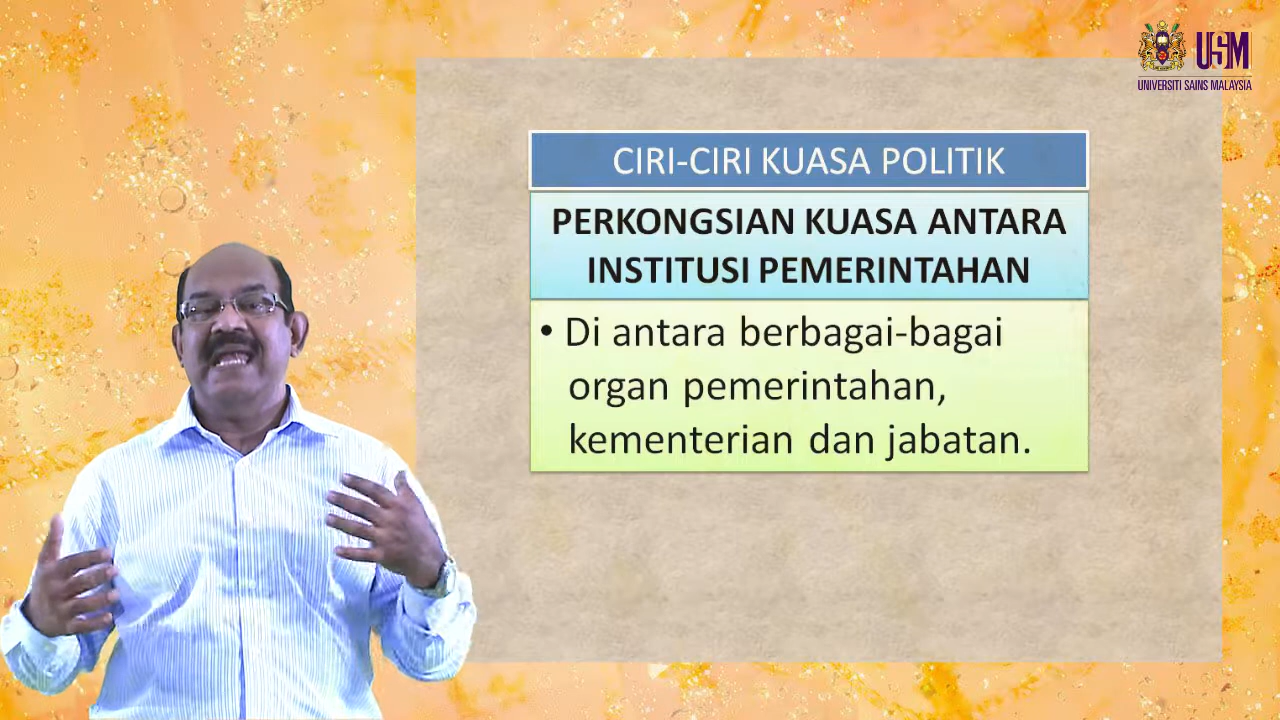 USM
UNIVERSITI SAINS MALAYSIA
CIRI-CIRI KUASA POLITIK
PERKONGSIAN KUASA ANTARA
INSTITUSI PEMERINTAHAN
• Di antara berbagai-bagai
organ pemerintahan,
kementerian dan jabatan.